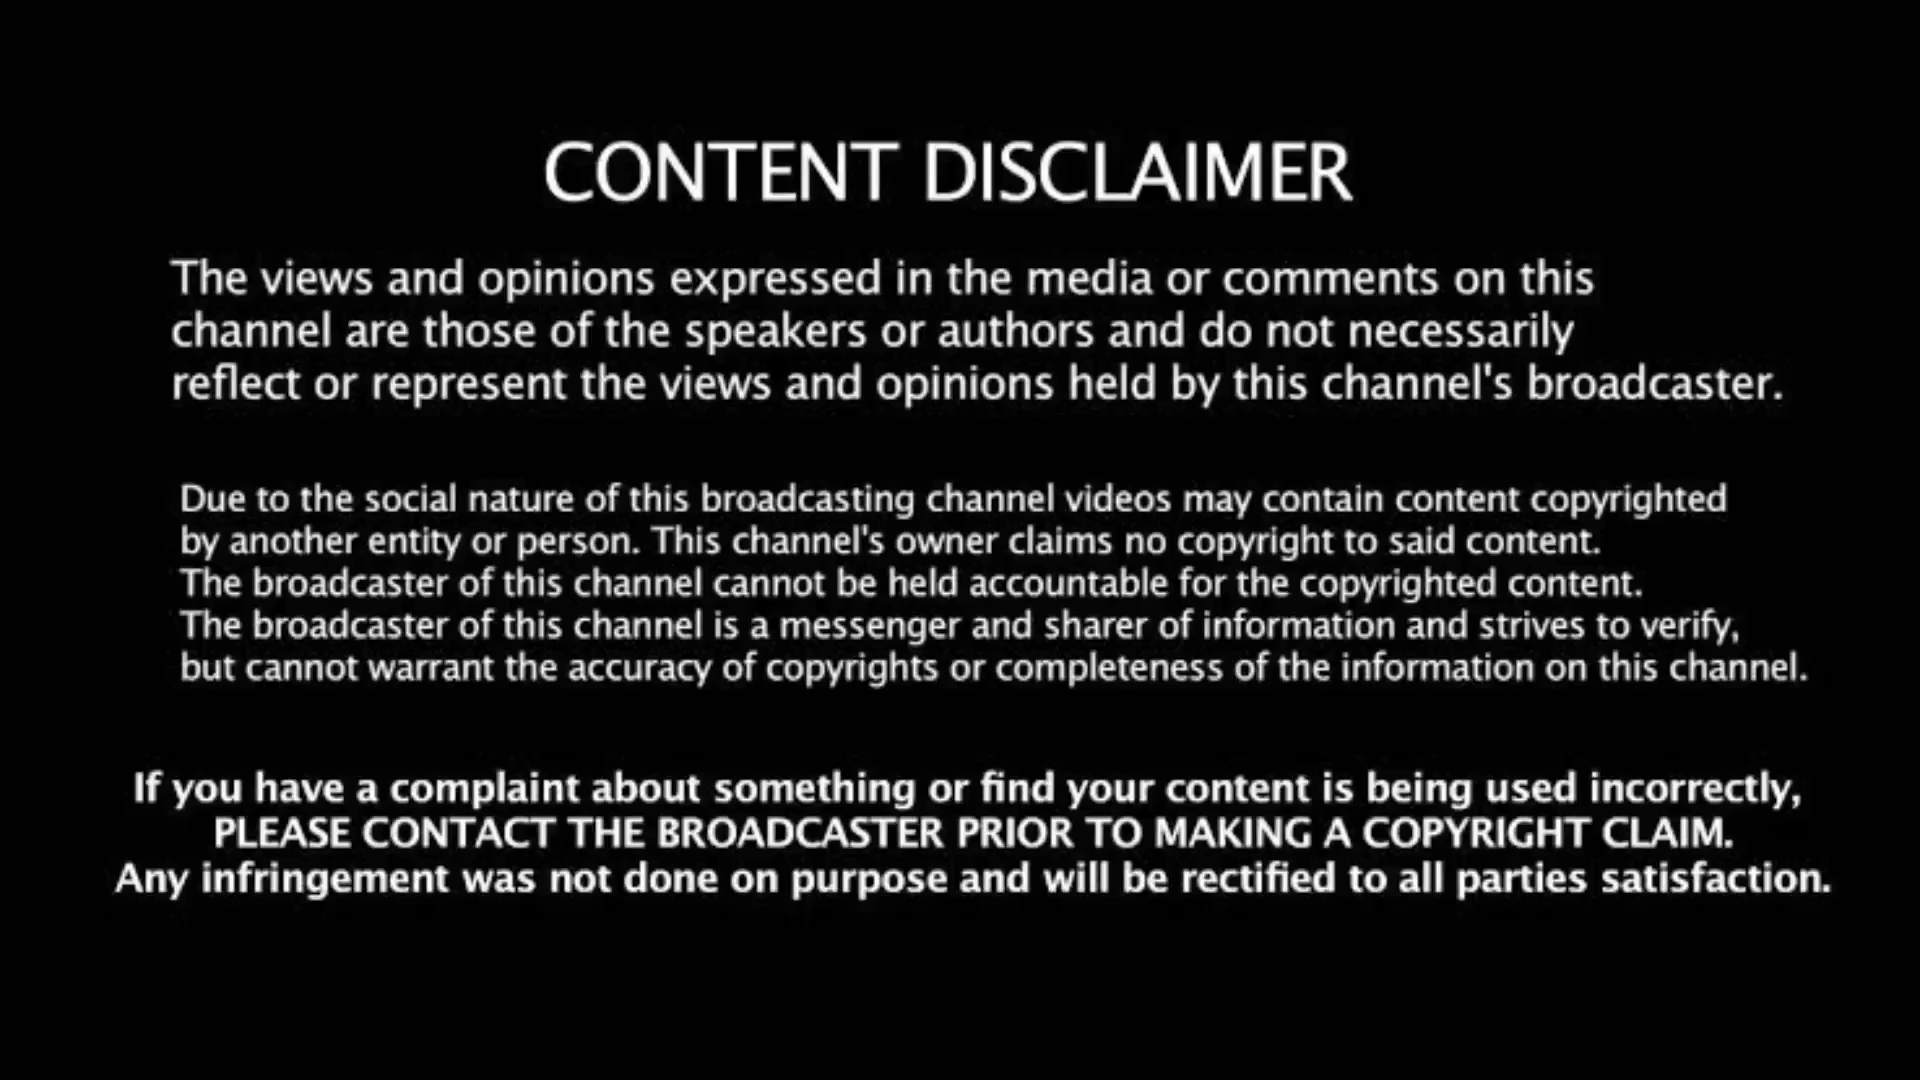 CONTENT DISCLAIMER
The views and opinions expressed in the media or comments on this
channel are those of the speakers or authors and do not necessarily
reflect or represent the views and opinions held by this channel's broadcaster.
Due to the social nature of this broadcasting channel videos may contain content copyrighted
by another entity or person. This channel's owner claims no copyright to said content.
The broadcaster of this channel cannot be held accountable for the copyrighted content.
The broadcaster of this channel is a messenger and sharer of information and strives to verify,
but cannot warrant the accuracy of copyrights or completeness of the information on this channel.
If you have a complaint about something or find your content is being used incorrectly,
PLEASE CONTACT THE BROADCASTER PRIOR TO MAKING A COPYRIGHT CLAIM.
Any infringement was not done on purpose and will be rectified to all parties satisfaction.